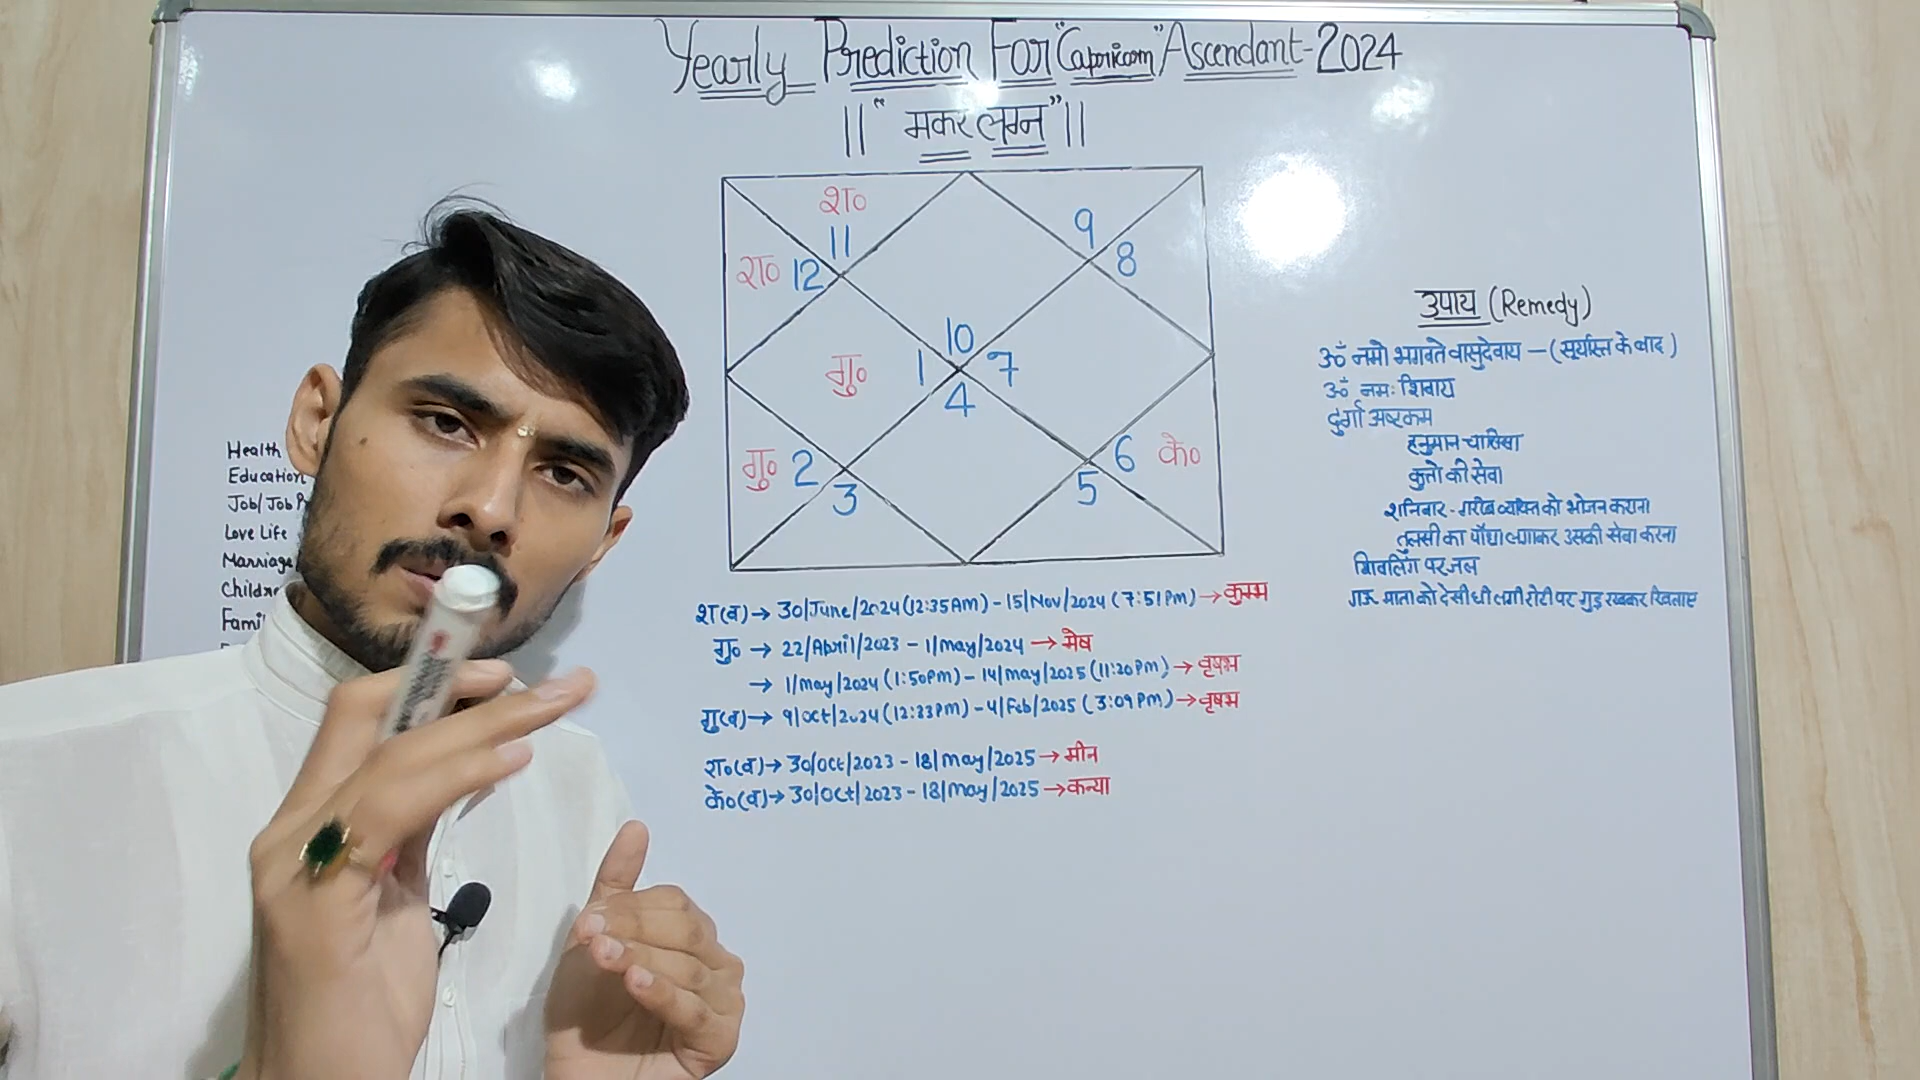 Yearly Prediction For "Capricorn" Ascendant-2024
||"मकर लग्न"||
श०
11
रा० 12
9
8
10
गु० 1 7
4
गु० 2
3
6 के०
5
Health
Education
Job/Job
Love Life
Marriage
उपाय (Remedy)
ॐ नमो भगवते वासुदेवाय – (सूर्यास्त के बाद)
ॐ नमः शिवाय
दुर्गा अष्टकम
हनुमान चालिसा
कुत्तो की सेवा
शनिवार - गरीब व्यक्ति को भोजन कराना
तुलसी का पौधा लगाकर उसकी सेवा करना
शिवलिंग पर जल
गऊ माता को देसी घी लगी रोटी पर गुड़ रखकर खिलाए
श(व) → 30/June/2024 (12:35AM) - 15/Nov/2024 (7:51PM) → कुम्भ
गु० → 22/April/2023 - 1/may/2024 → मेष
→ 1/may/2024 (1:50PM) - 14/may/2025 (11:20PM) → वृषभ
गु(व) → 9/oct/2024 (12:33PM) - 4/Feb/2025 (3:09PM) → वृषभ
रा०(व) → 30/oct/2023 - 18/may/2025 → मीन
के०(व) → 30/oct/2023 - 18/may/2025 → कन्या